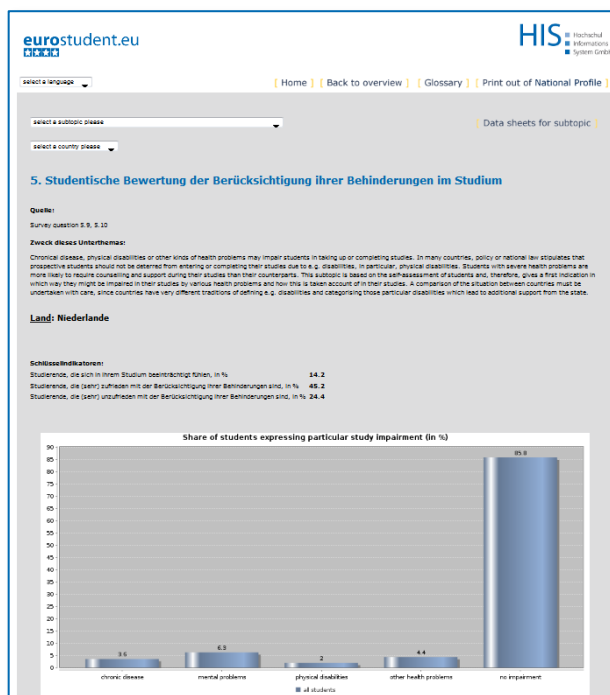 eurostudent.eu
HIS Hochschul
Informations
System GmbH
select a language
[ Home ] [ Back to overview ] [ Glossary ] [ Print out of National Profile ]
select a subtopic please
[ Data sheets for subtopic ]
select a country please
5. Studentische Bewertung der Berücksichtigung ihrer Behinderungen im Studium
Quelle:
Survey question 5.9, 5.10
Zweck dieses Unterthemas:
Chronical disease, physical disabilities or other kinds of health problems may impair students in taking up or completing studies. In many countries, policy or national law stipulates that
prospective students should not be deterred from entering or completing their studies due to e.g. disabilities, in particular, physical disabilities. Students with severe health problems are
more likely to require counselling and support during their studies than their counterparts. This subtopic is based on the self-assessment of students and, therefore, gives a first indication in
which way they might be impaired in their studies by various health problems and how this is taken account of in their studies. A comparison of the situation between countries must be
undertaken with care, since countries have very different traditions of defining e.g. disabilities and categorising those particular disabilities which lead to additional support from the state.
Land: Niederlande
Schlüsselindikatoren:
Studierende, die sich in ihrem Studium beeinträchtigt fühlen, in % 14.2
Studierende, die (sehr) zufrieden mit der Berücksichtigung ihrer Behinderungen sind, in % 45.2
Studierende, die (sehr) unzufrieden mit der Berücksichtigung ihrer Behinderungen sind, in % 24.4
Share of students expressing particular study impairment (in %)
90
85
80
75
70
65
60
55
50
45
40
35
30
25
20
15
10
5
0
3.5
6.3
2
4.4
85.8
chronic disease
mental problems
physical disabilities
other health problems
no impairment
all students